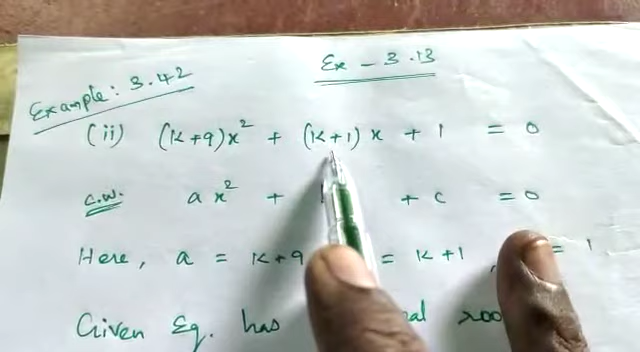 Ex - 3.13
Example: 3.42
(ii) (K+9)x² + (K+1)x + 1 = 0
C.W. ax² + + c = 0
Here, a = K+9 = K+1, = 1
Given Eq. has